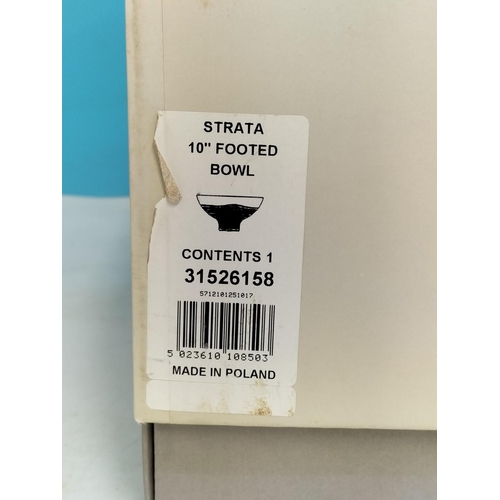 STRATA
10" FOOTED
BOWL
CONTENTS 1
31526158
5712101251017
5 023610 108503
MADE IN POLAND